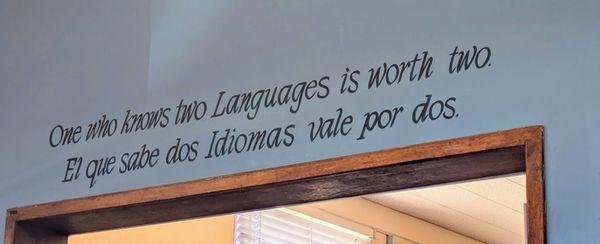 One who knows two Languages is worth two.
El que sabe dos Idiomas vale por dos.